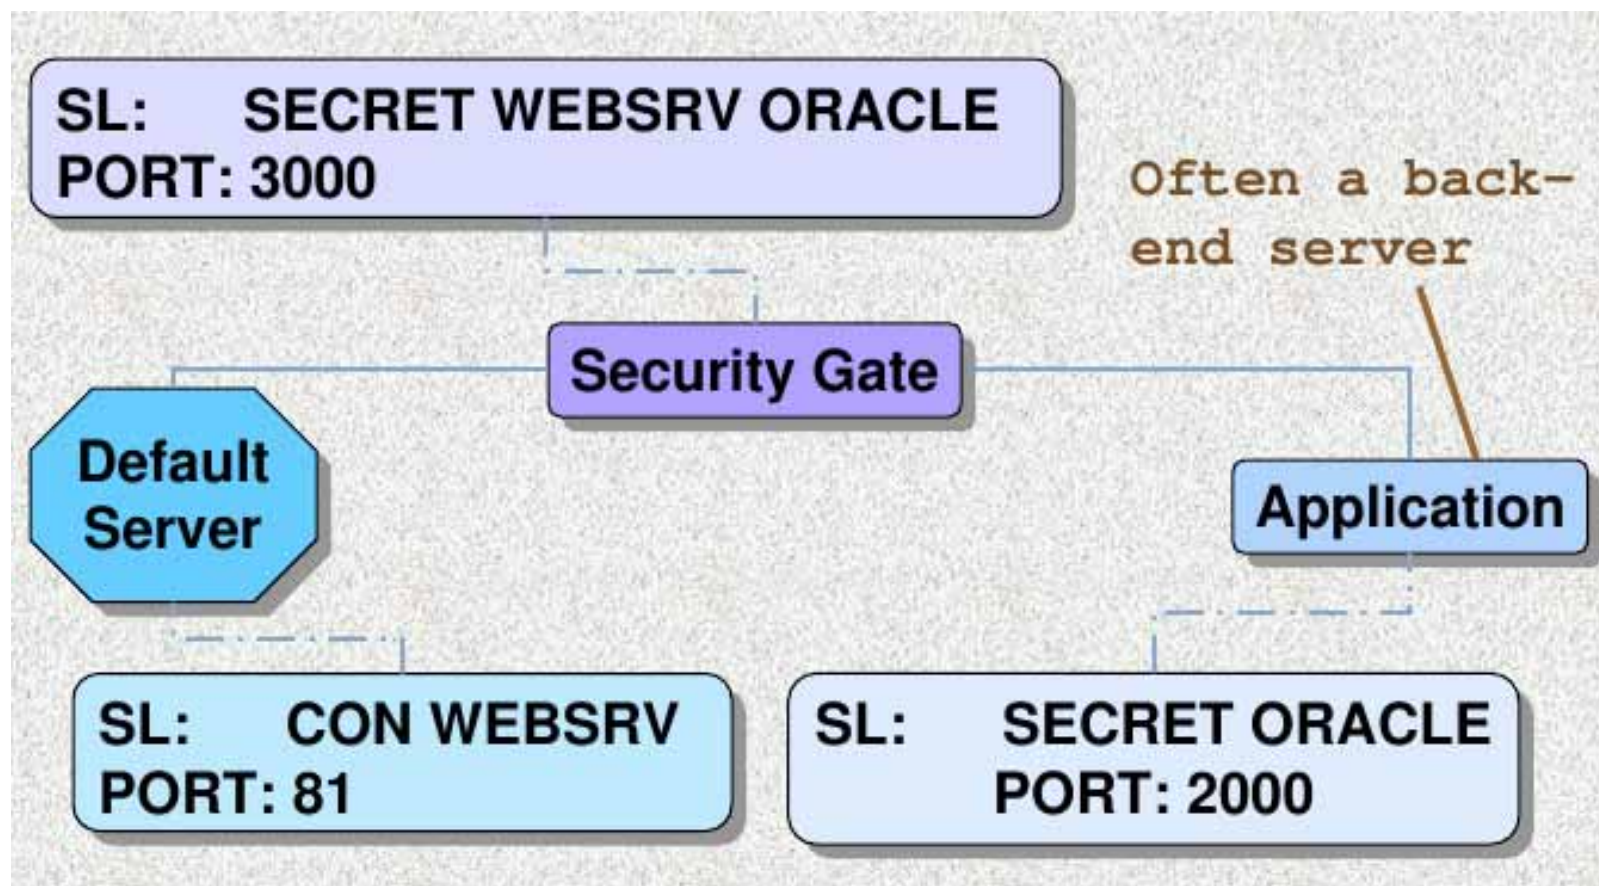 SL: SECRET WEBSRV ORACLE
PORT: 3000
Often a back-
end server
Security Gate
Default
Server
Application
SL: CON WEBSRV
PORT: 81
SL: SECRET ORACLE
PORT: 2000